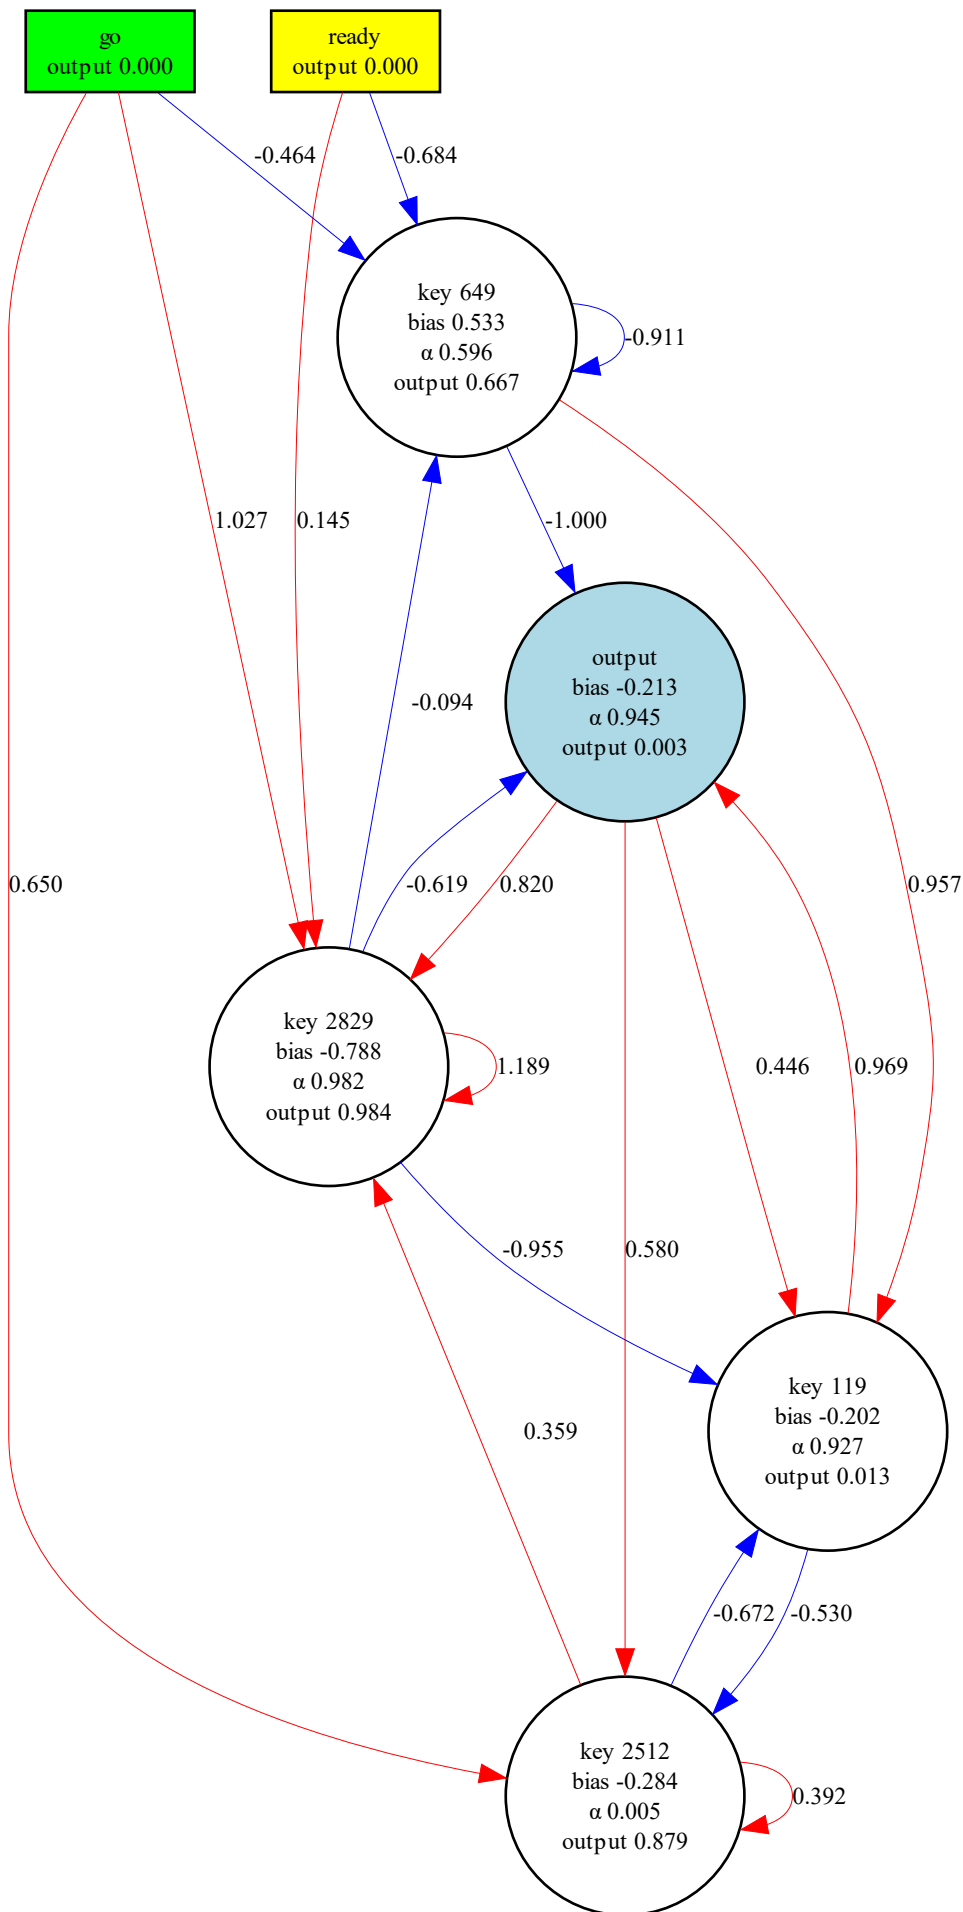 go
output 0.000
ready
output 0.000
-0.464
-0.684
key 649
bias 0.533
α 0.596
output 0.667
-0.911
1.027
0.145
-1.000
output
bias -0.213
α 0.945
output 0.003
-0.094
0.650
-0.619
0.820
0.957
key 2829
bias -0.788
α 0.982
output 0.984
1.189
0.446
0.969
-0.955
0.580
key 119
bias -0.202
α 0.927
output 0.013
0.359
-0.672
-0.530
key 2512
bias -0.284
α 0.005
output 0.879
0.392